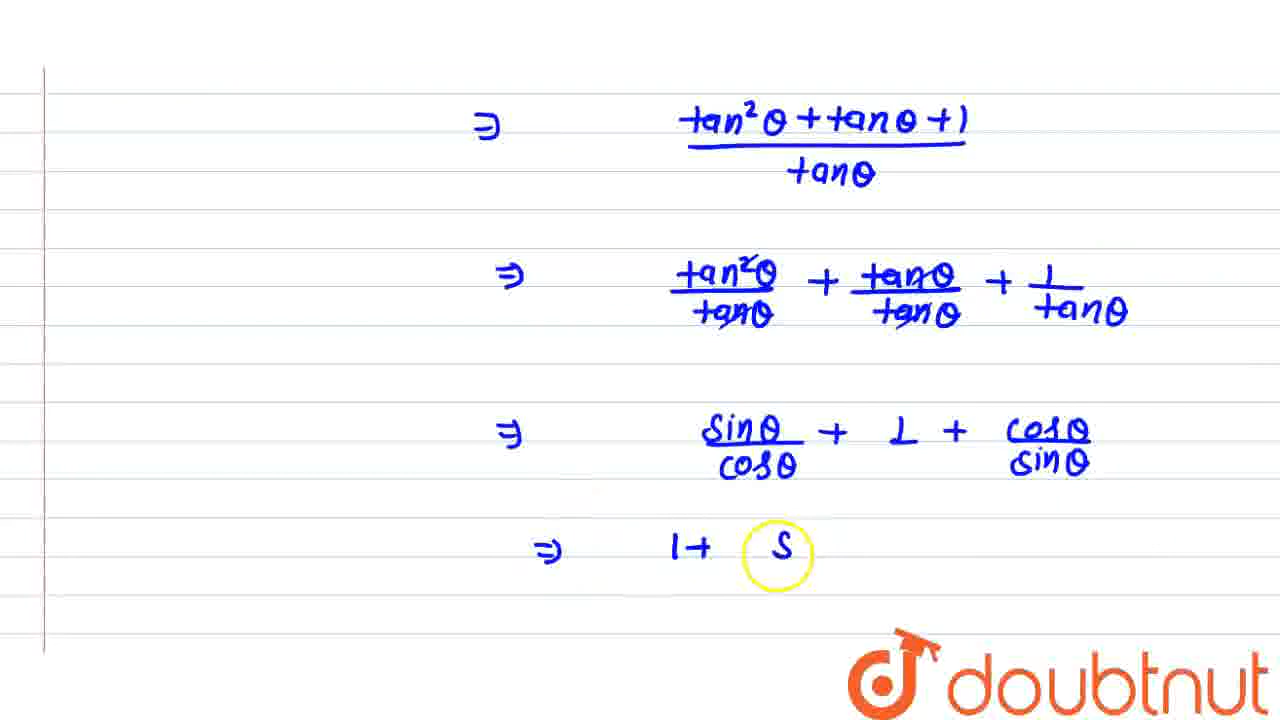 ⇒ tan²θ + tanθ + 1
tanθ
⇒ tan²θ/tanθ + tanθ/tanθ + 1/tanθ
⇒ sinθ/cosθ + 1 + cosθ/sinθ
⇒ 1 + S
doubtnut